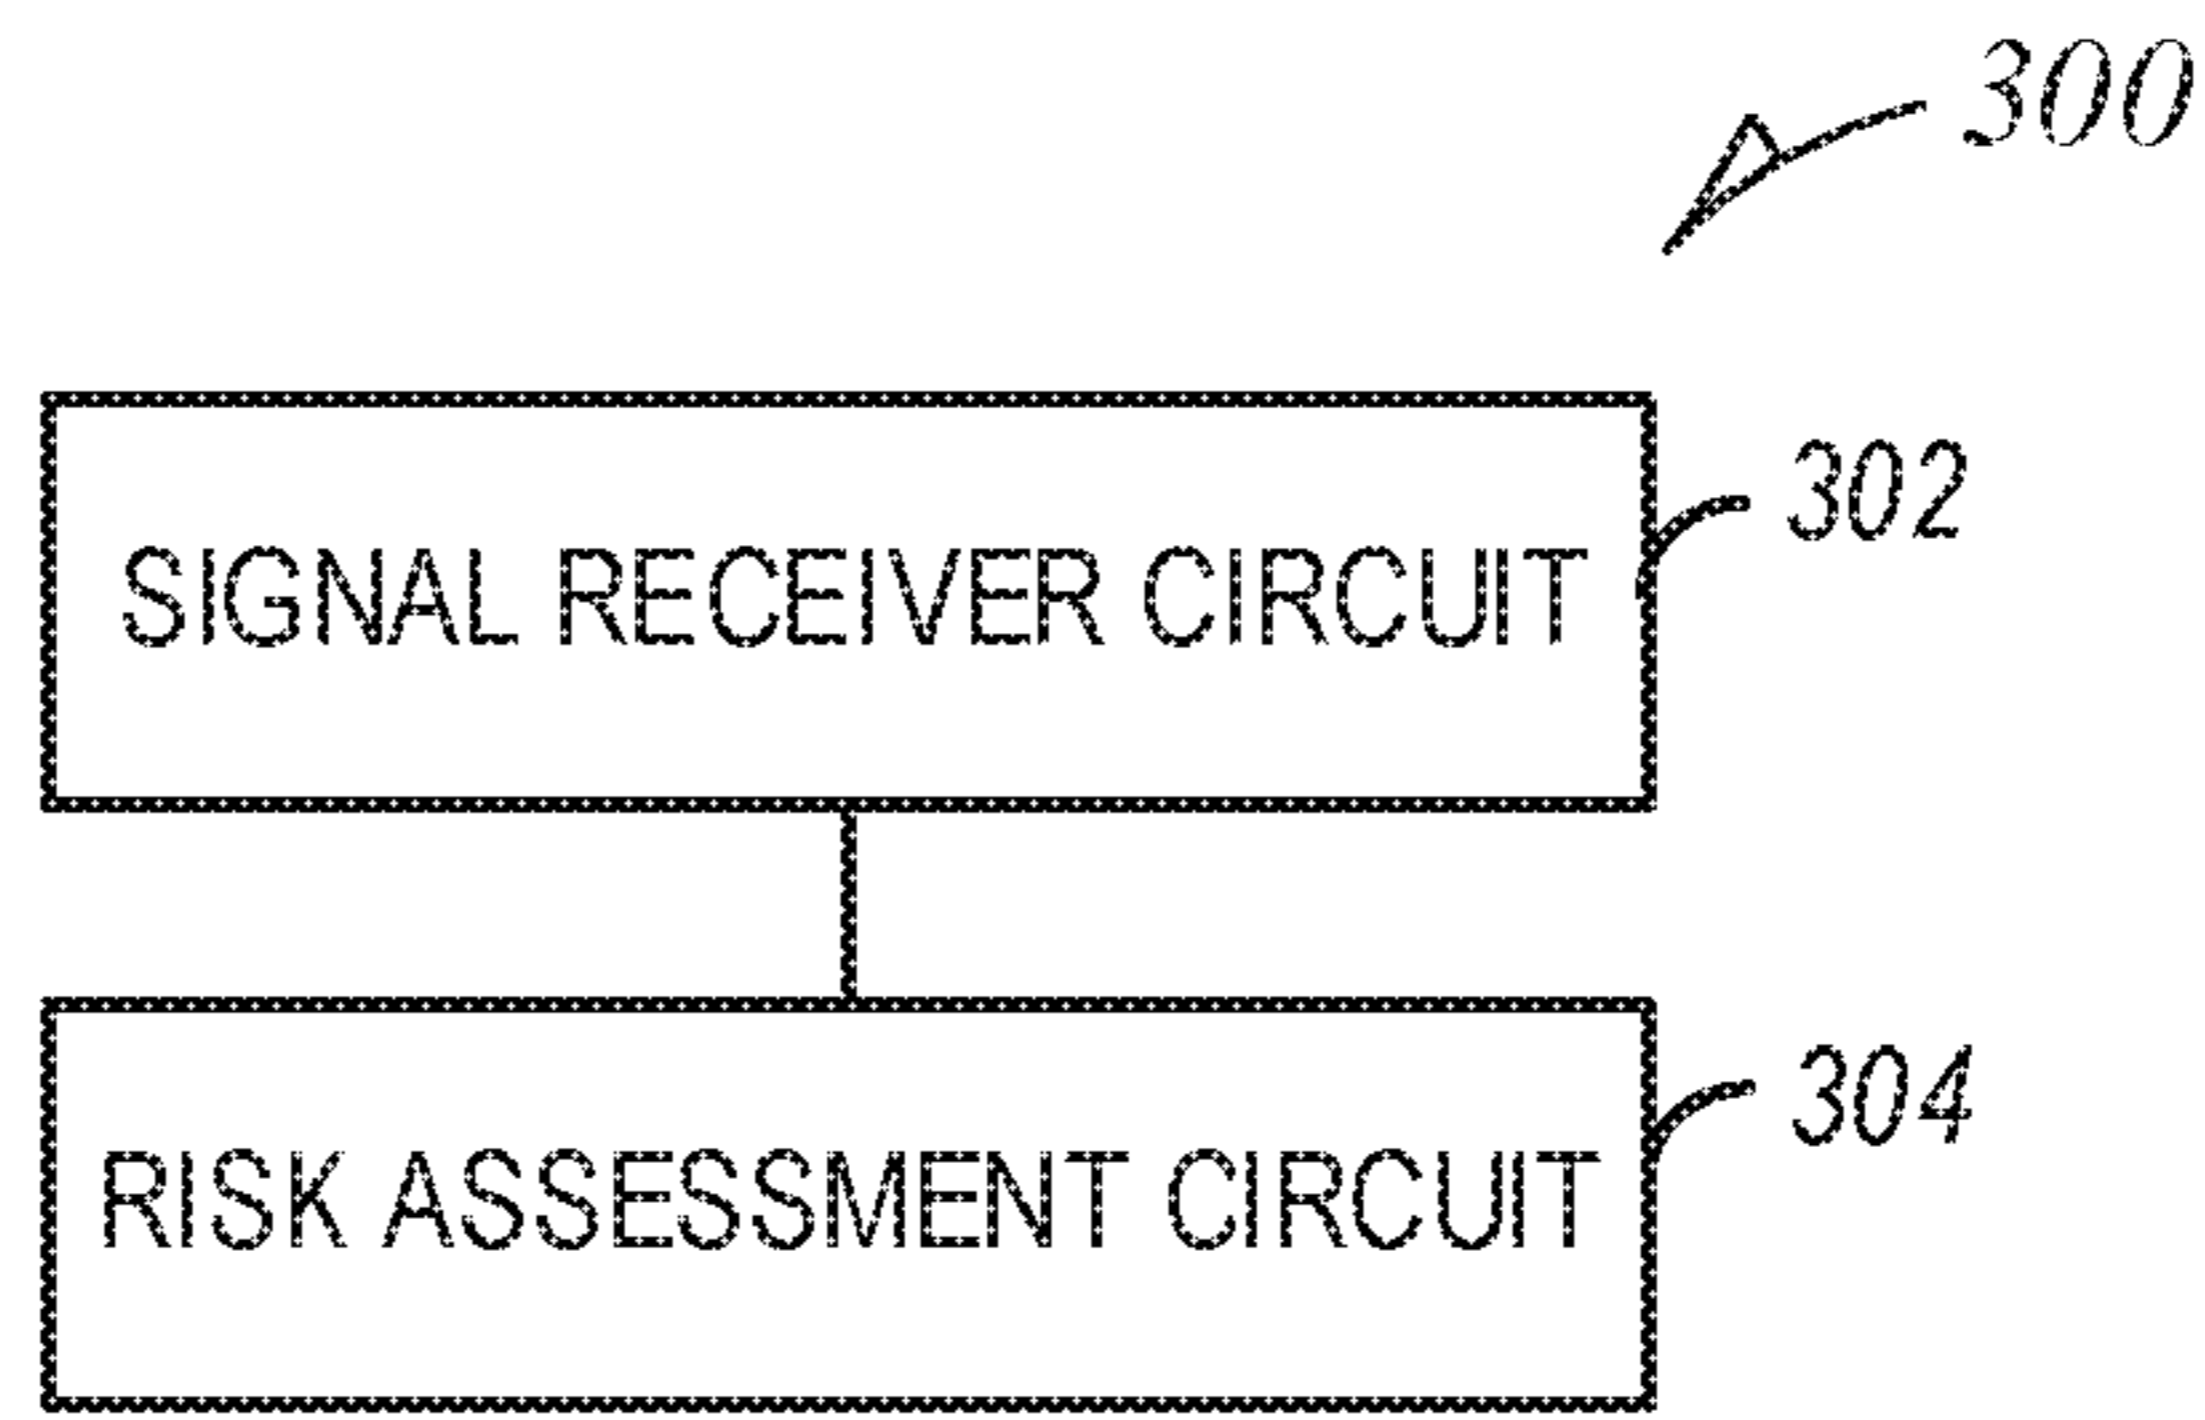 300
SIGNAL RECEIVER CIRCUIT
302
RISK ASSESSMENT CIRCUIT
304